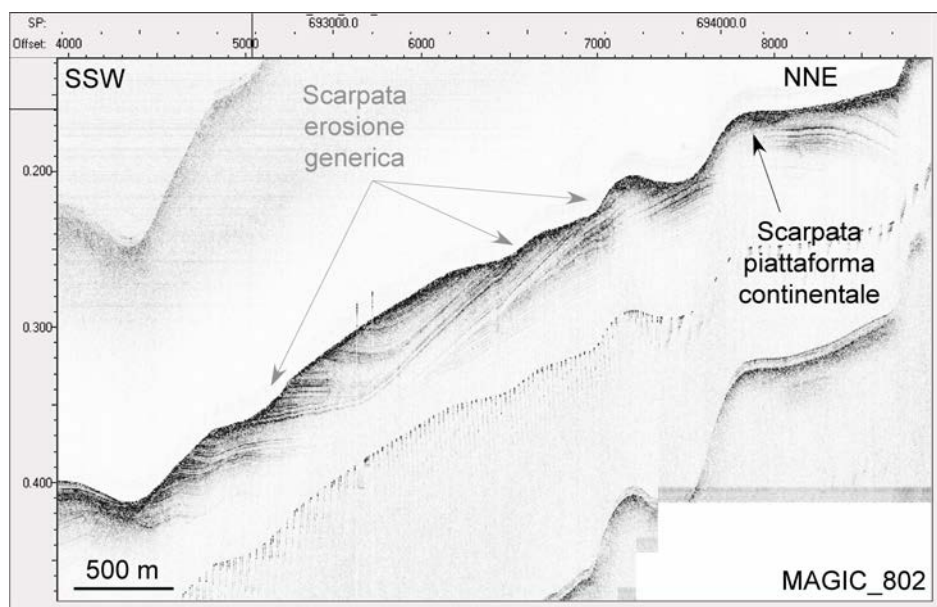 SP: 693000.0 694000.0
Offset: 4000 5000 6000 7000 8000
SSW NNE
Scarpata
erosione
generica
0.200
Scarpata
piattaforma
continentale
0.300
0.400
500 m
MAGIC_802